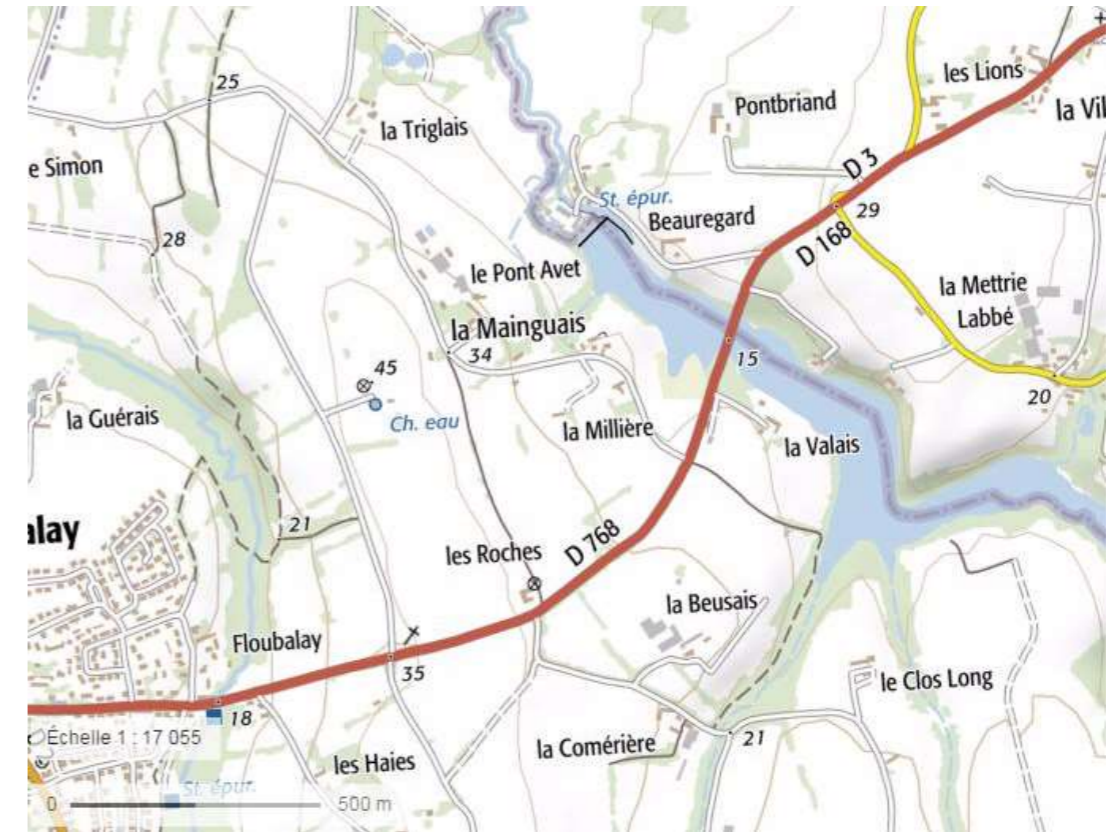 25
les Lions
la Vil
Pontbriand
la Triglais
D 3
e Simon
St. épur.
29
Beauregard
D 168
28
le Pont Avet
la Mettrie
Labbé
la Mainguais
34
15
45
20
la Guérais
Ch. eau
la Millière
la Valais
alay
21
les Roches
D 768
la Beusais
Floubalay
35
le Clos Long
18
21
Échelle 1 : 17 055
la Comérière
les Haies
St. épur.
0
500 m